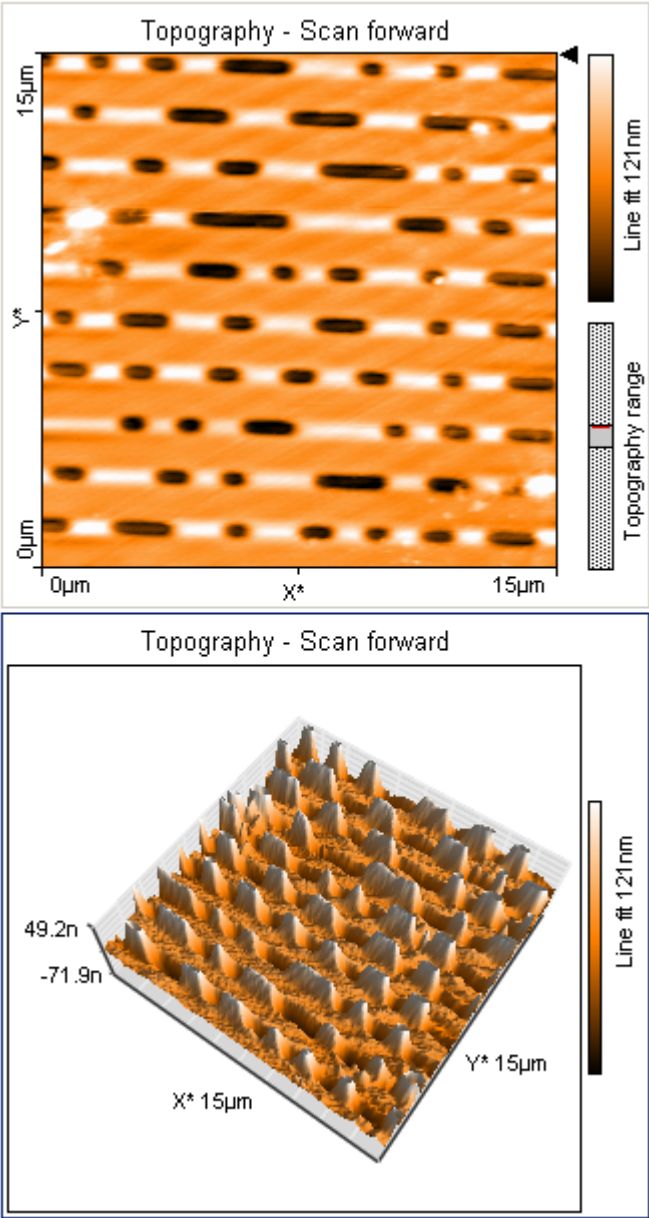 Topography - Scan forward
15µm
Y*
0µm
0µm
X*
15µm
Line fit 121nm
Topography range
Topography - Scan forward
49.2n
-71.9n
X* 15µm
Y* 15µm
Line fit 121nm